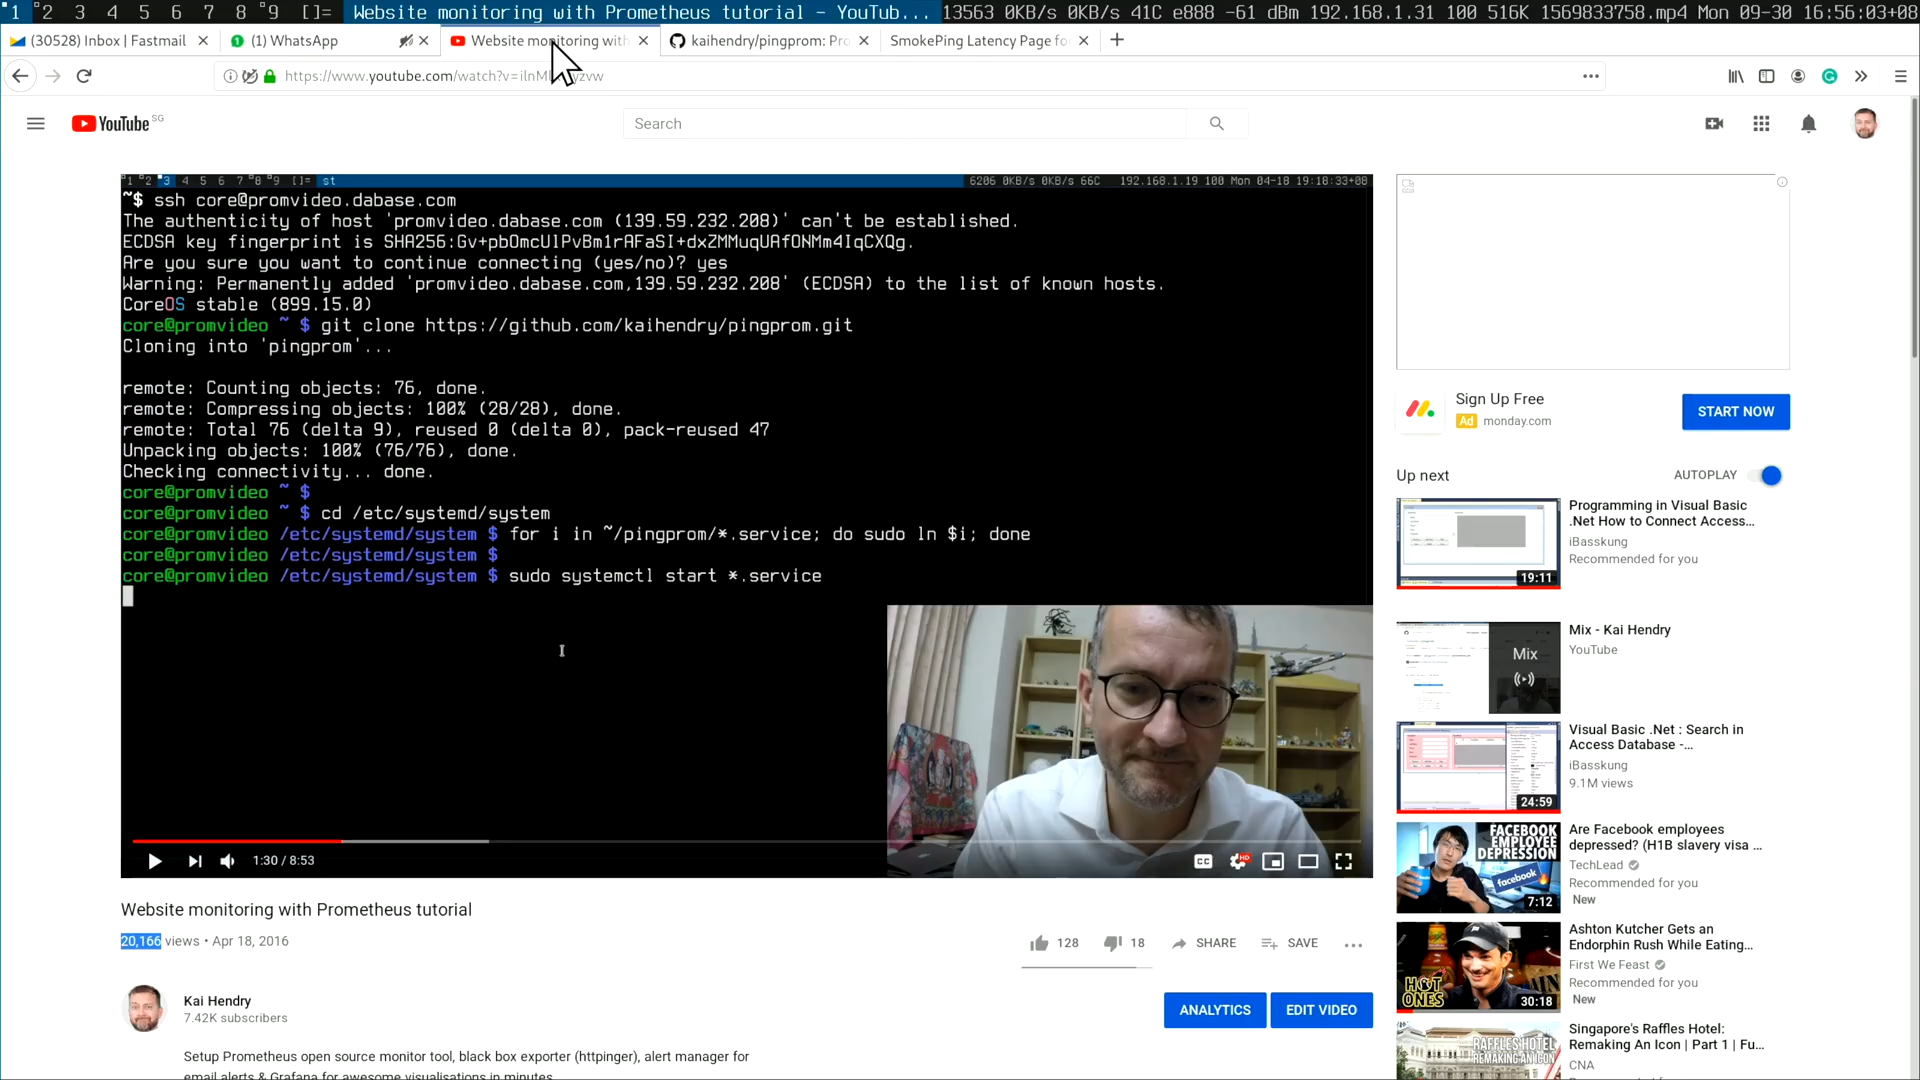 1 2 3 4 5 6 7 8 9 []= Website monitoring with Prometheus tutorial - YouTub... 13563 0KB/s 0KB/s 41C e888 -61 dBm 192.168.1.31 100 516K 1569833758.mp4 Mon 09-30 16:56:03+08
(30528) Inbox | Fastmail
(1) WhatsApp
Website monitoring with
kaihendry/pingprom: Pro
SmokePing Latency Page fo
https://www.youtube.com/watch?v=ilnM
yzvw
YouTube SG
Search
1 2 3 4 5 6 7 8 9 []= st 6206 0KB/s 0KB/s 66C 192.168.1.19 100 Mon 04-18 19:18:33+08
~$ ssh core@promvideo.dabase.com
The authenticity of host 'promvideo.dabase.com (139.59.232.208)' can't be established.
ECDSA key fingerprint is SHA256:Gv+pbOmcUlPvBm1rAFaSI+dxZMMuqUAfONMm4IqCXQg.
Are you sure you want to continue connecting (yes/no)? yes
Warning: Permanently added 'promvideo.dabase.com,139.59.232.208' (ECDSA) to the list of known hosts.
CoreOS stable (899.15.0)
core@promvideo ~ $ git clone https://github.com/kaihendry/pingprom.git
Cloning into 'pingprom'...
remote: Counting objects: 76, done.
remote: Compressing objects: 100% (28/28), done.
remote: Total 76 (delta 9), reused 0 (delta 0), pack-reused 47
Unpacking objects: 100% (76/76), done.
Checking connectivity... done.
core@promvideo ~ $
core@promvideo ~ $ cd /etc/systemd/system
core@promvideo /etc/systemd/system $ for i in ~/pingprom/*.service; do sudo ln $i; done
core@promvideo /etc/systemd/system $
core@promvideo /etc/systemd/system $ sudo systemctl start *.service
1:30 / 8:53
CC
HD
Website monitoring with Prometheus tutorial
20,166 views • Apr 18, 2016
128
18
SHARE
SAVE
Kai Hendry
7.42K subscribers
ANALYTICS
EDIT VIDEO
Setup Prometheus open source monitor tool, black box exporter (httpinger), alert manager for
email alerts & Grafana for awesome visualisations in minutes
Sign Up Free
Ad monday.com
START NOW
Up next
AUTOPLAY
19:11
Programming in Visual Basic
.Net How to Connect Access...
iBasskung
Recommended for you
Mix
Mix - Kai Hendry
YouTube
24:59
Visual Basic .Net : Search in
Access Database -...
iBasskung
9.1M views
FACEBOOK
EMPLOYEE
DEPRESSION
facebook
7:12
Are Facebook employees
depressed? (H1B slavery visa ...
TechLead
Recommended for you
New
HOT
ONES
30:18
Ashton Kutcher Gets an
Endorphin Rush While Eating...
First We Feast
Recommended for you
New
RAFFLES HOTEL
REMAKING AN ICON
Singapore's Raffles Hotel:
Remaking An Icon | Part 1 | Fu...
CNA